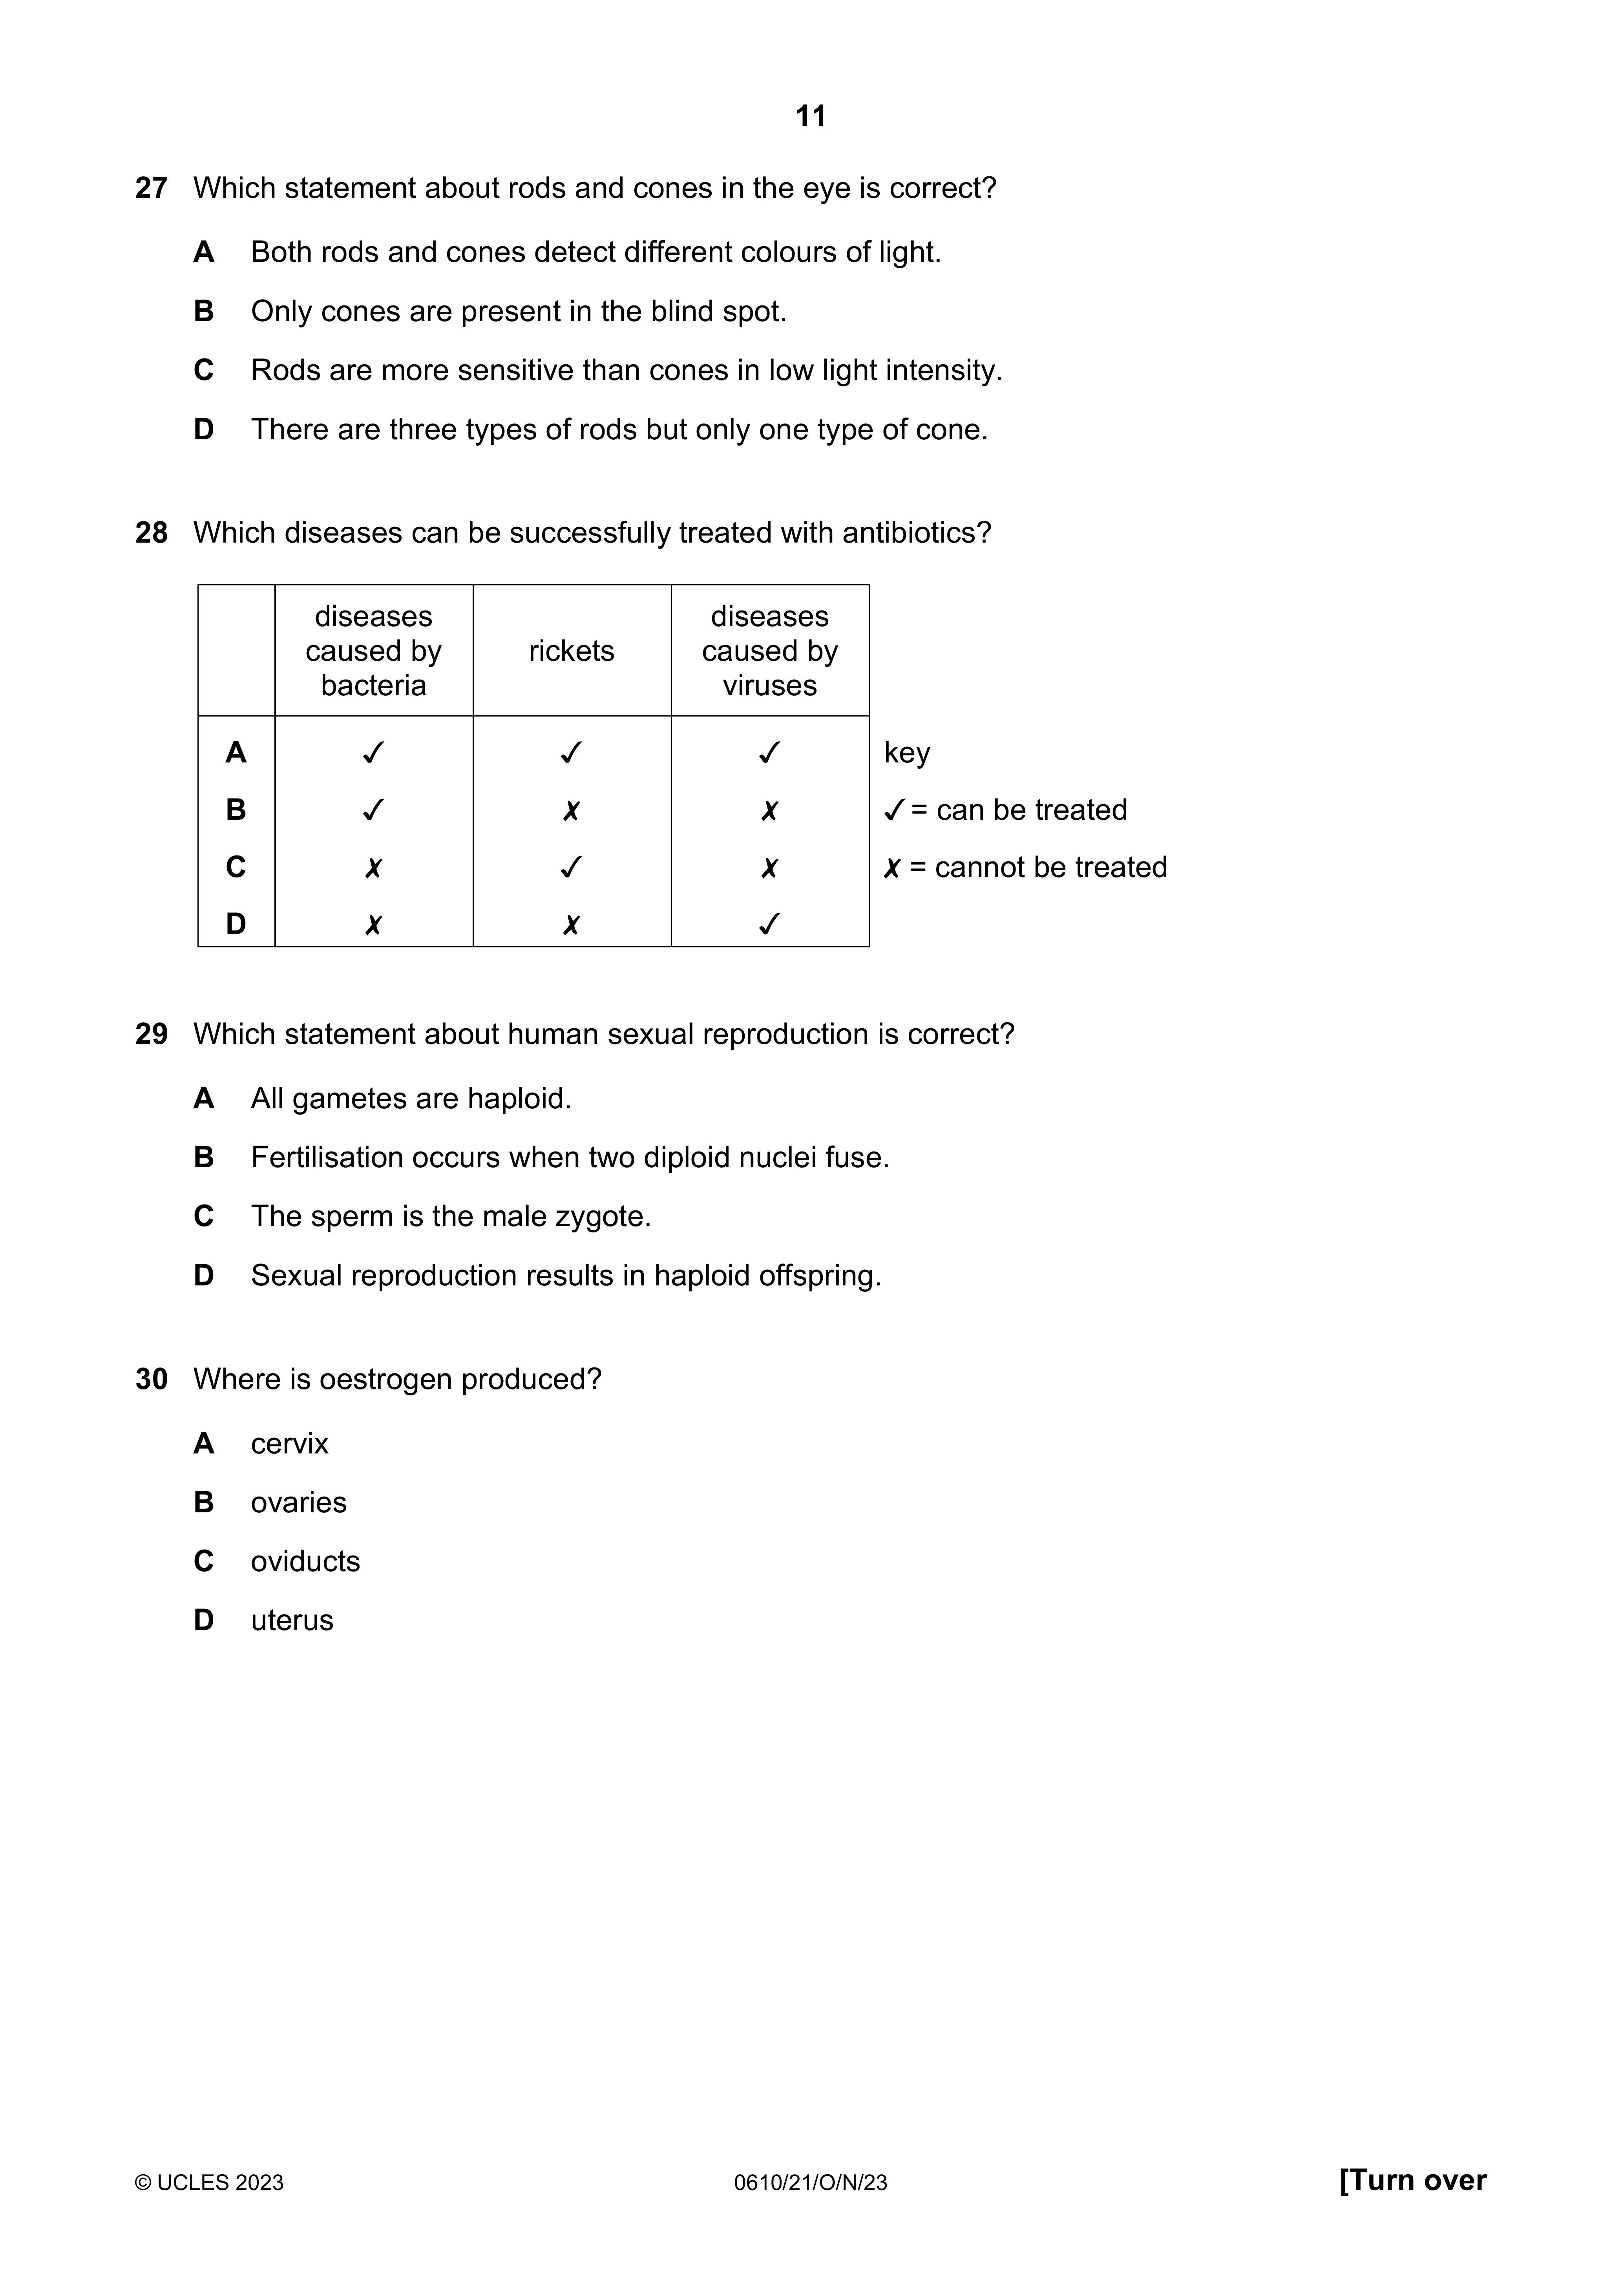 11
27 Which statement about rods and cones in the eye is correct?
A Both rods and cones detect different colours of light.
B Only cones are present in the blind spot.
C Rods are more sensitive than cones in low light intensity.
D There are three types of rods but only one type of cone.
28 Which diseases can be successfully treated with antibiotics?
diseases caused by bacteria rickets diseases caused by viruses
A ✓ ✓ ✓ key
B ✓ ✗ ✗ ✓ = can be treated
C ✗ ✓ ✗ ✗ = cannot be treated
D ✗ ✗ ✓
29 Which statement about human sexual reproduction is correct?
A All gametes are haploid.
B Fertilisation occurs when two diploid nuclei fuse.
C The sperm is the male zygote.
D Sexual reproduction results in haploid offspring.
30 Where is oestrogen produced?
A cervix
B ovaries
C oviducts
D uterus
© UCLES 2023 0610/21/O/N/23 [Turn over